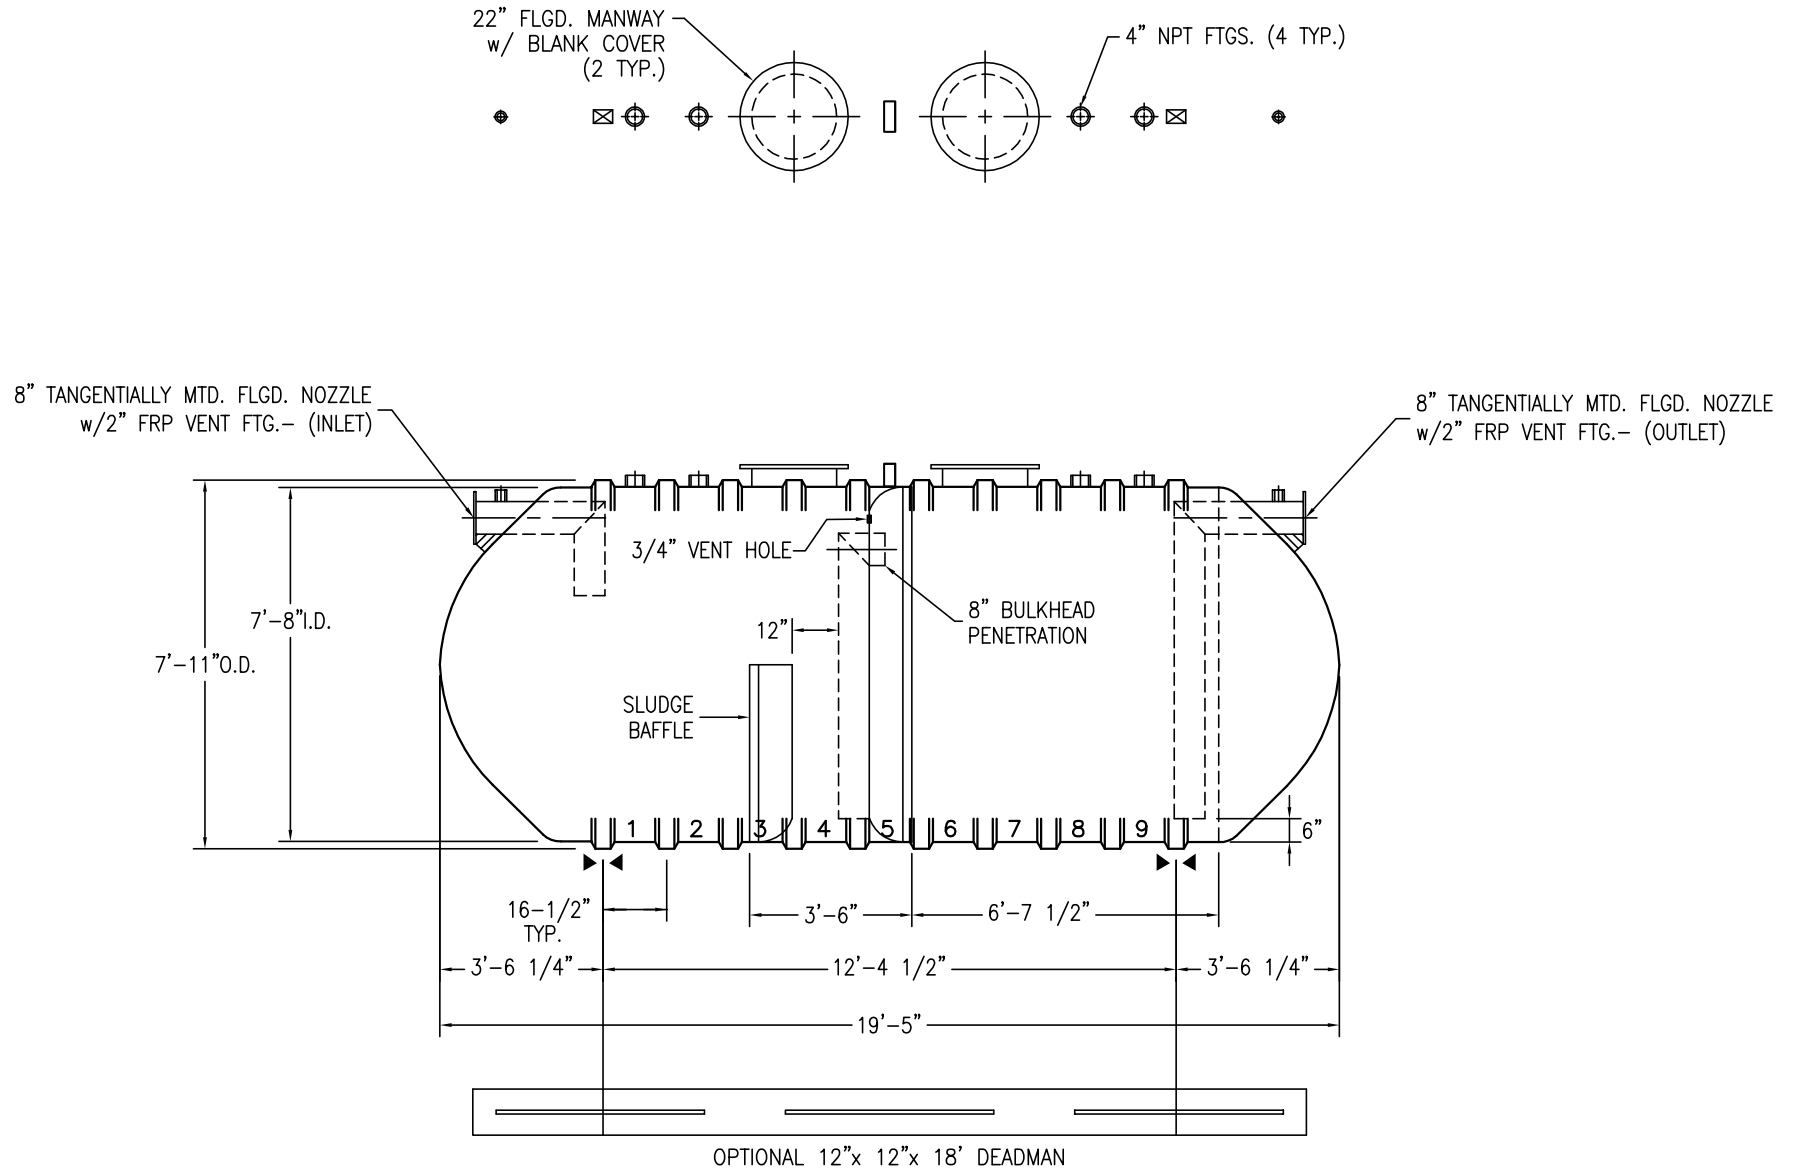 22” FLGD. MANWAY
w/ BLANK COVER
(2 TYP.)
4” NPT FTGS. (4 TYP.)
8” TANGENTIALLY MTD. FLGD. NOZZLE
w/2” FRP VENT FTG.– (INLET)
8” TANGENTIALLY MTD. FLGD. NOZZLE
w/2” FRP VENT FTG.– (OUTLET)
3/4” VENT HOLE
7’–8”I.D.
8” BULKHEAD
PENETRATION
12”
7’–11”O.D.
SLUDGE
BAFFLE
1 2 3 4 5 6 7 8 9
6”
16–1/2”
TYP.
3’–6”
6’–7 1/2”
3’–6 1/4”
12’–4 1/2”
3’–6 1/4”
19’–5”
OPTIONAL 12”x 12”x 18’ DEADMAN